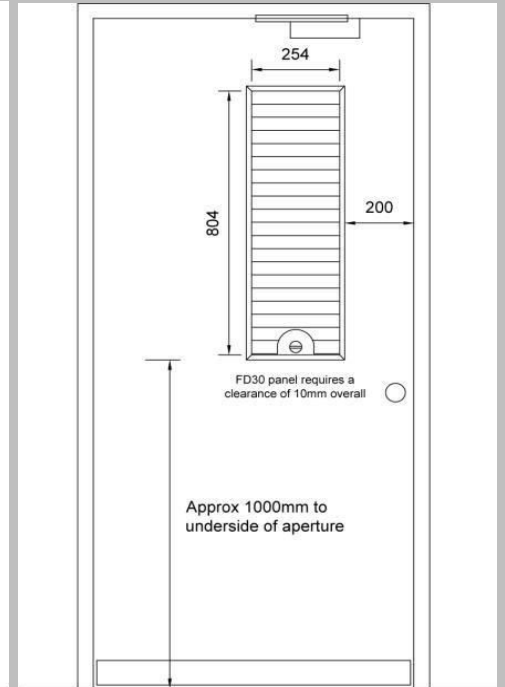 254
200
804
FD30 panel requires a
clearance of 10mm overall
Approx 1000mm to
underside of aperture